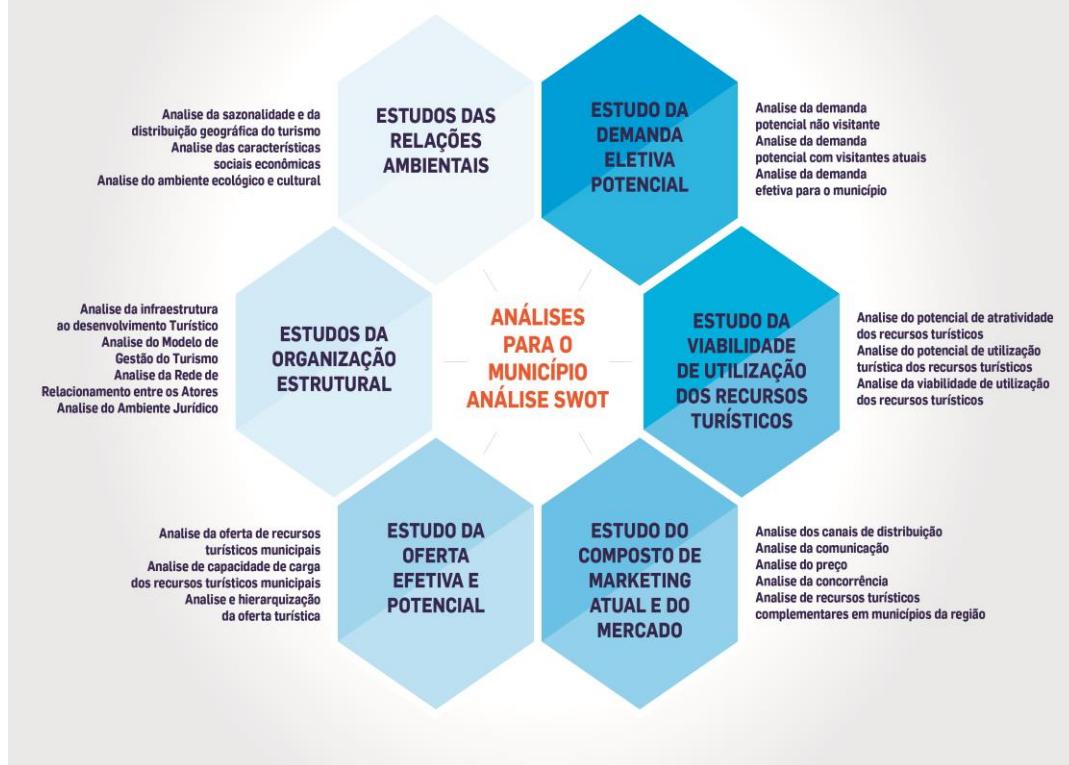 Analise da sazonalidade e da
distribuição geográfica do turismo
Analise das características
sociais econômicas
Analise do ambiente ecológico e cultural
ESTUDOS DAS
RELAÇÕES
AMBIENTAIS
ESTUDO DA
DEMANDA
ELETIVA
POTENCIAL
Analise da demanda
potencial não visitante
Analise da demanda
potencial com visitantes atuais
Analise da demanda
efetiva para o município
Analise da infraestrutura
ao desenvolvimento Turístico
Analise do Modelo de
Gestão do Turismo
Analise da Rede de
Relacionamento entre os Atores
Analise do Ambiente Jurídico
ESTUDOS DA
ORGANIZAÇÃO
ESTRUTURAL
ANÁLISES
PARA O
MUNICÍPIO
ANÁLISE SWOT
ESTUDO DA
VIABILIDADE
DE UTILIZAÇÃO
DOS RECURSOS
TURÍSTICOS
Analise do potencial de atratividade
dos recursos turísticos
Analise do potencial de utilização
turística dos recursos turísticos
Analise da viabilidade de utilização
dos recursos turísticos
Analise da oferta de recursos
turísticos municipais
Analise de capacidade de carga
dos recursos turísticos municipais
Analise e hierarquização
da oferta turística
ESTUDO DA
OFERTA
EFETIVA E
POTENCIAL
ESTUDO DO
COMPOSTO DE
MARKETING
ATUAL E DO
MERCADO
Analise dos canais de distribuição
Analise da comunicação
Analise do preço
Analise da concorrência
Analise de recursos turísticos
complementares em municípios da região